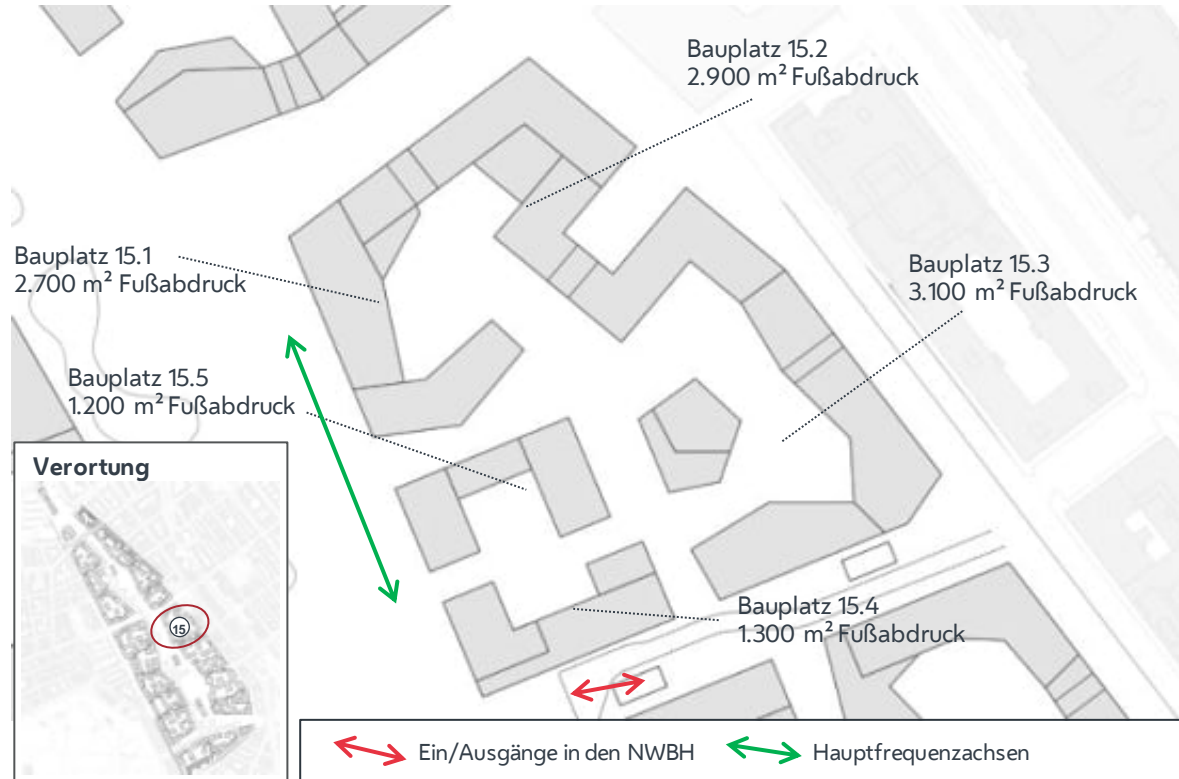 Bauplatz 15.2
2.900 m² Fußabdruck
Bauplatz 15.1
2.700 m² Fußabdruck
Bauplatz 15.3
3.100 m² Fußabdruck
Bauplatz 15.5
1.200 m² Fußabdruck
Verortung
15
Bauplatz 15.4
1.300 m² Fußabdruck
Ein/Ausgänge in den NWBH
Hauptfrequenzachsen